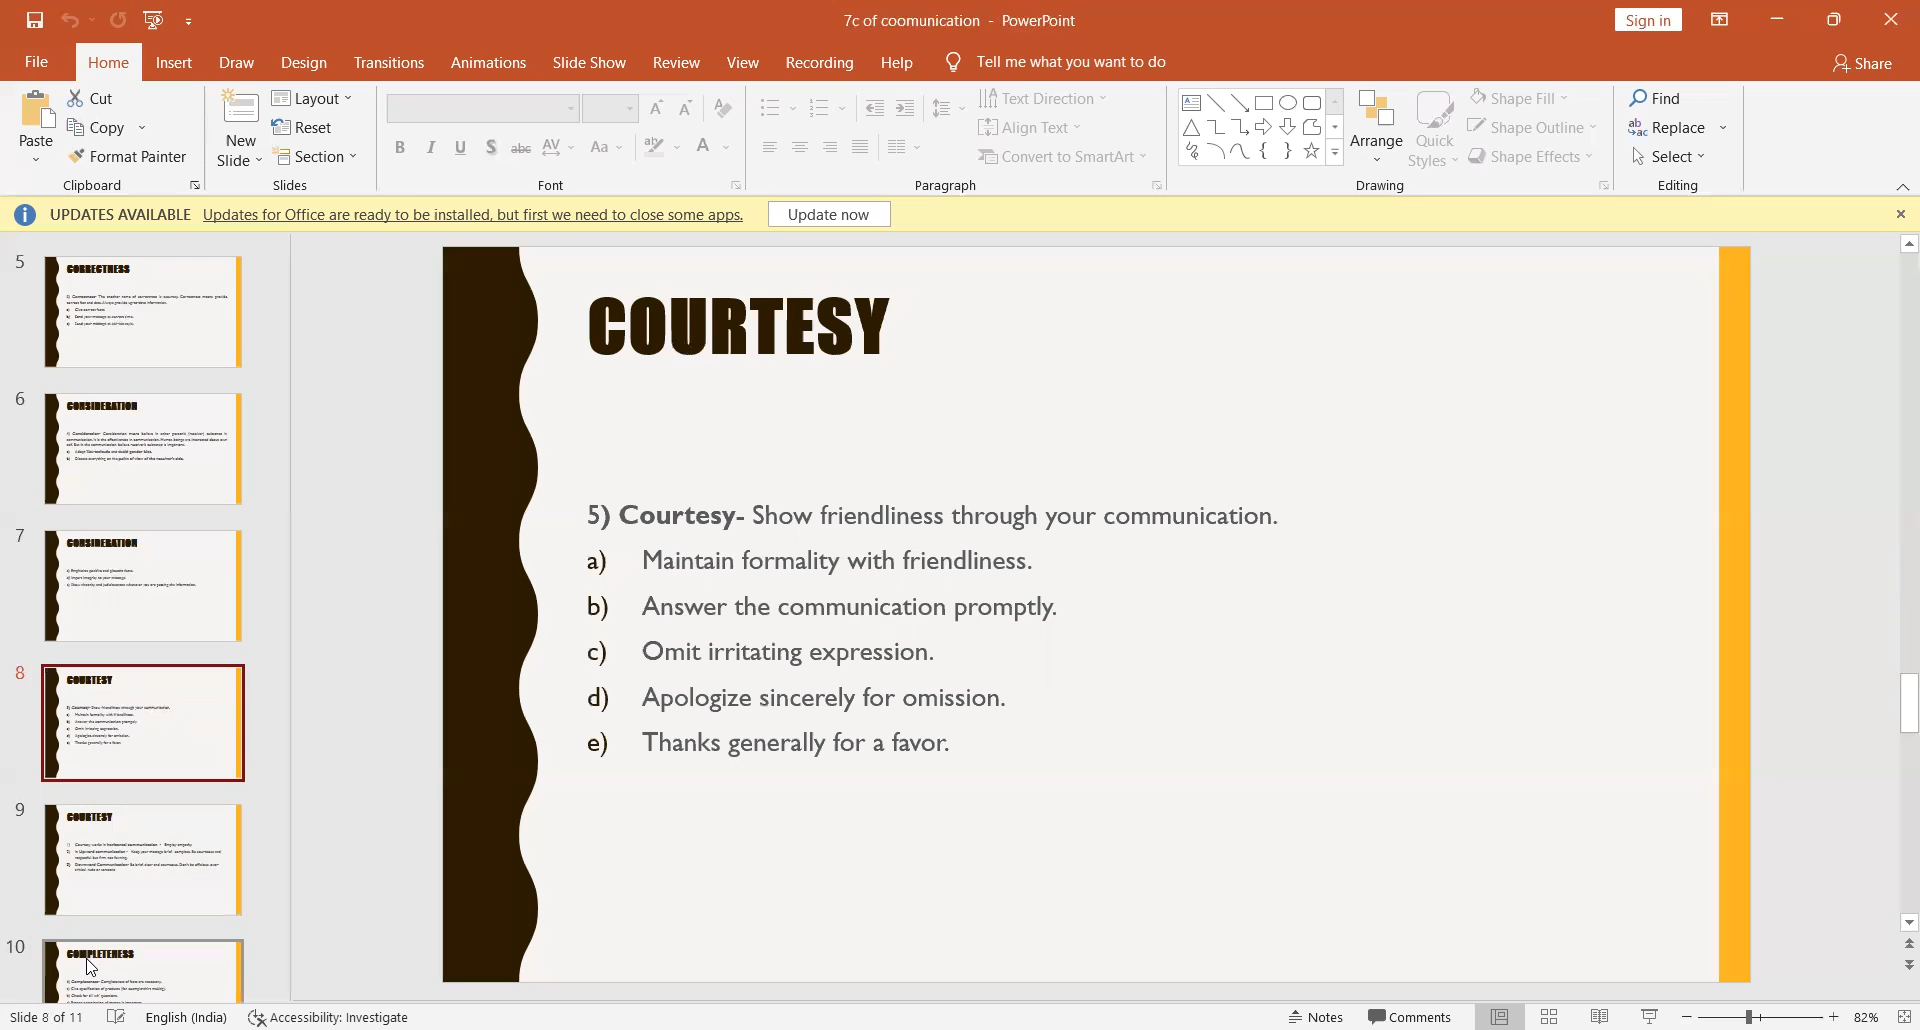 7c of coomunication - PowerPoint
Sign in
File Home Insert Draw Design Transitions Animations Slide Show Review View Recording Help Tell me what you want to do Share
Paste
Cut
Copy
Format Painter
Clipboard
New Slide
Layout
Reset
Section
Slides
Font
Text Direction
Align Text
Convert to SmartArt
Paragraph
Arrange
Quick Styles
Shape Fill
Shape Outline
Shape Effects
Drawing
Find
Replace
Select
Editing
UPDATES AVAILABLE Updates for Office are ready to be installed, but first we need to close some apps. Update now
5
CORRECTNESS
6
CONSIDERATION
7
CONSIDERATION
8
COURTESY
9
COURTESY
10
COMPLETENESS
COURTESY
5) Courtesy- Show friendliness through your communication.
a) Maintain formality with friendliness.
b) Answer the communication promptly.
c) Omit irritating expression.
d) Apologize sincerely for omission.
e) Thanks generally for a favor.
Slide 8 of 11 English (India) Accessibility: Investigate Notes Comments 82%